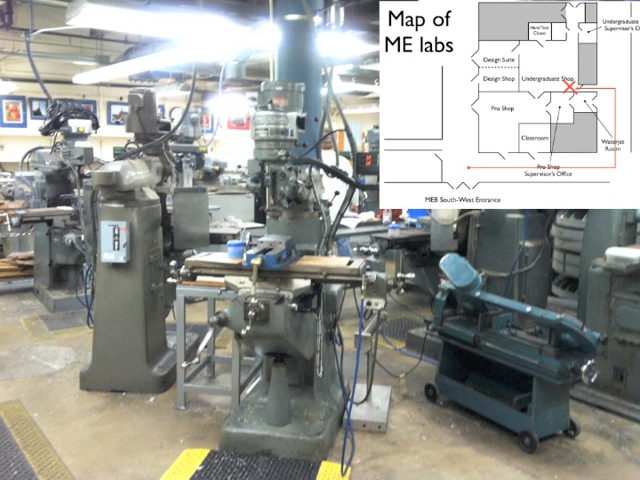 Map of
ME labs
Hand Tool
Closet
Undergraduate
Supervisor's O
Design Suite
Design Shop
Undergraduate Shop
Pro Shop
Classroom
Waterjet
Room
Pro Shop
Supervisor's Office
MEB South-West Entrance